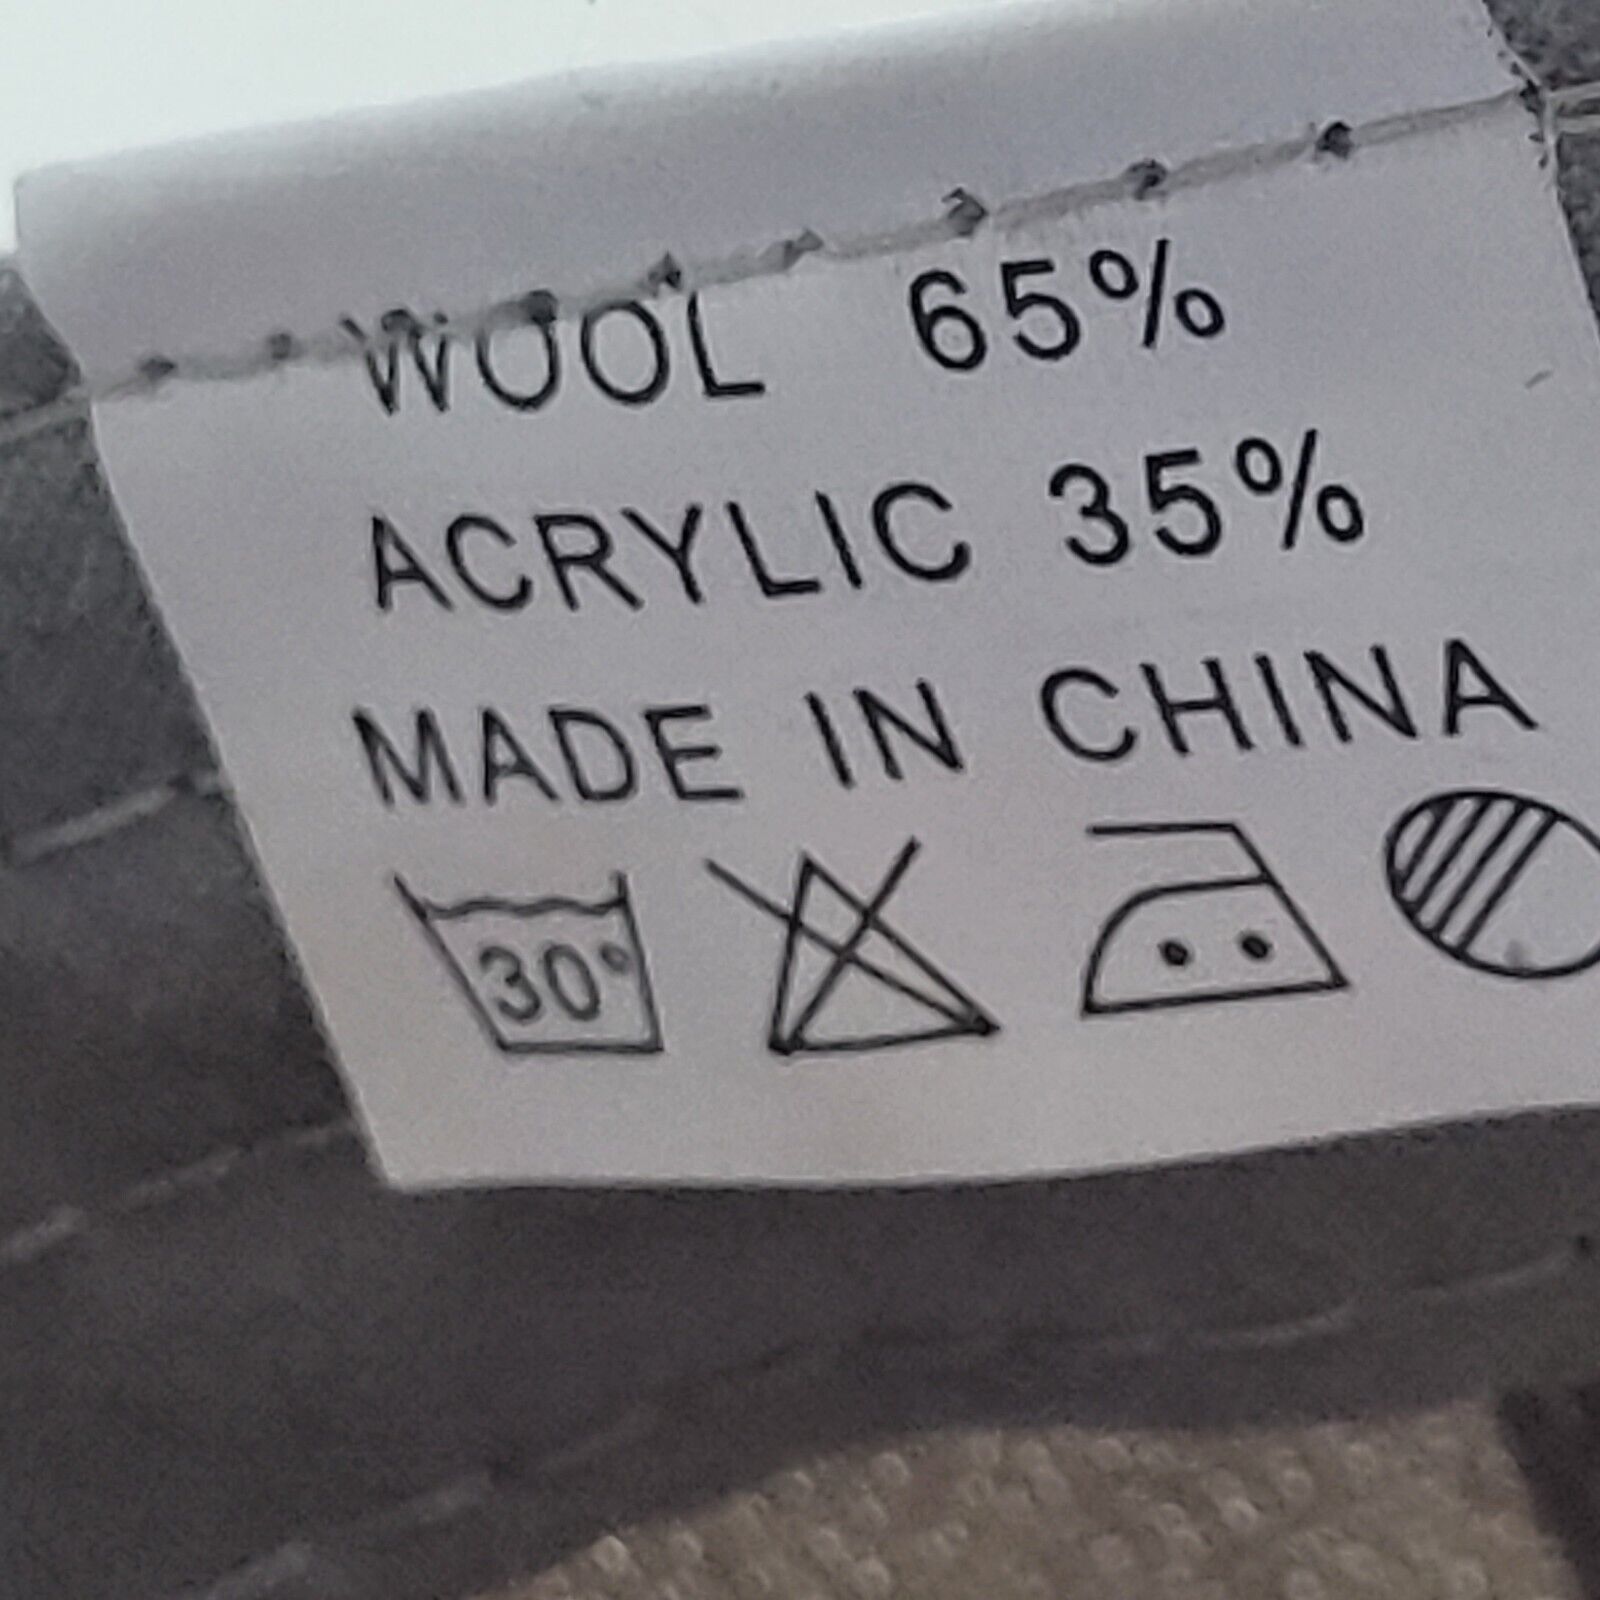 WOOL 65%
ACRYLIC 35%
MADE IN CHINA
30°